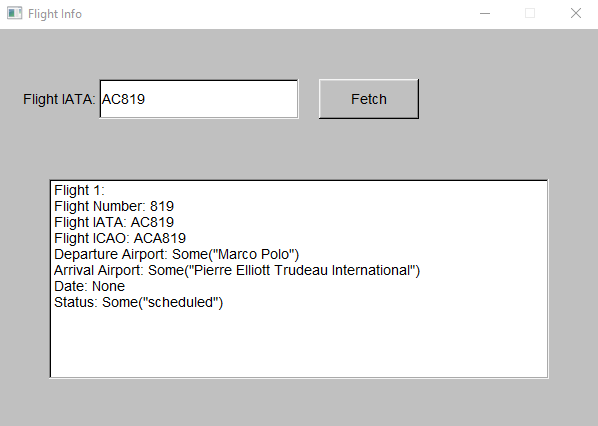 Flight Info
Flight IATA: AC819 Fetch
Flight 1:
Flight Number: 819
Flight IATA: AC819
Flight ICAO: ACA819
Departure Airport: Some("Marco Polo")
Arrival Airport: Some("Pierre Elliott Trudeau International")
Date: None
Status: Some("scheduled")